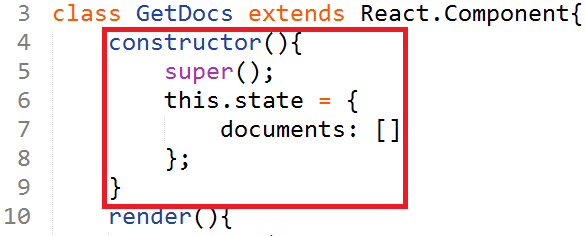 3 class GetDocs extends React.Component{
4 constructor(){
5 super();
6 this.state = {
7 documents: []
8 };
9 }
10 render(){